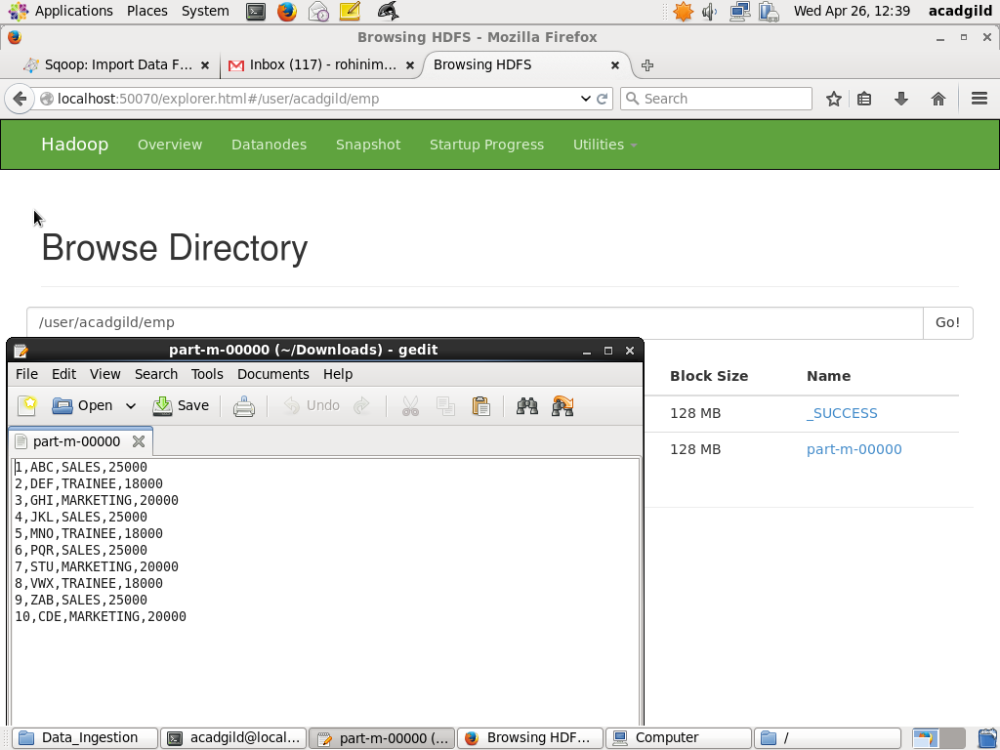 Applications Places System Wed Apr 26, 12:39 acadgild
Browsing HDFS - Mozilla Firefox
Sqoop: Import Data F... Inbox (117) - rohinim... Browsing HDFS
localhost:50070/explorer.html#/user/acadgild/emp Search
Hadoop Overview Datanodes Snapshot Startup Progress Utilities
Browse Directory
/user/acadgild/emp Go!
part-m-00000 (~/Downloads) - gedit
File Edit View Search Tools Documents Help
Block Size Name
Open Save Undo
128 MB _SUCCESS
part-m-00000
128 MB part-m-00000
1,ABC,SALES,25000
2,DEF,TRAINEE,18000
3,GHI,MARKETING,20000
4,JKL,SALES,25000
5,MNO,TRAINEE,18000
6,PQR,SALES,25000
7,STU,MARKETING,20000
8,VWX,TRAINEE,18000
9,ZAB,SALES,25000
10,CDE,MARKETING,20000
Data_Ingestion acadgild@local... part-m-00000 (... Browsing HDF... Computer /